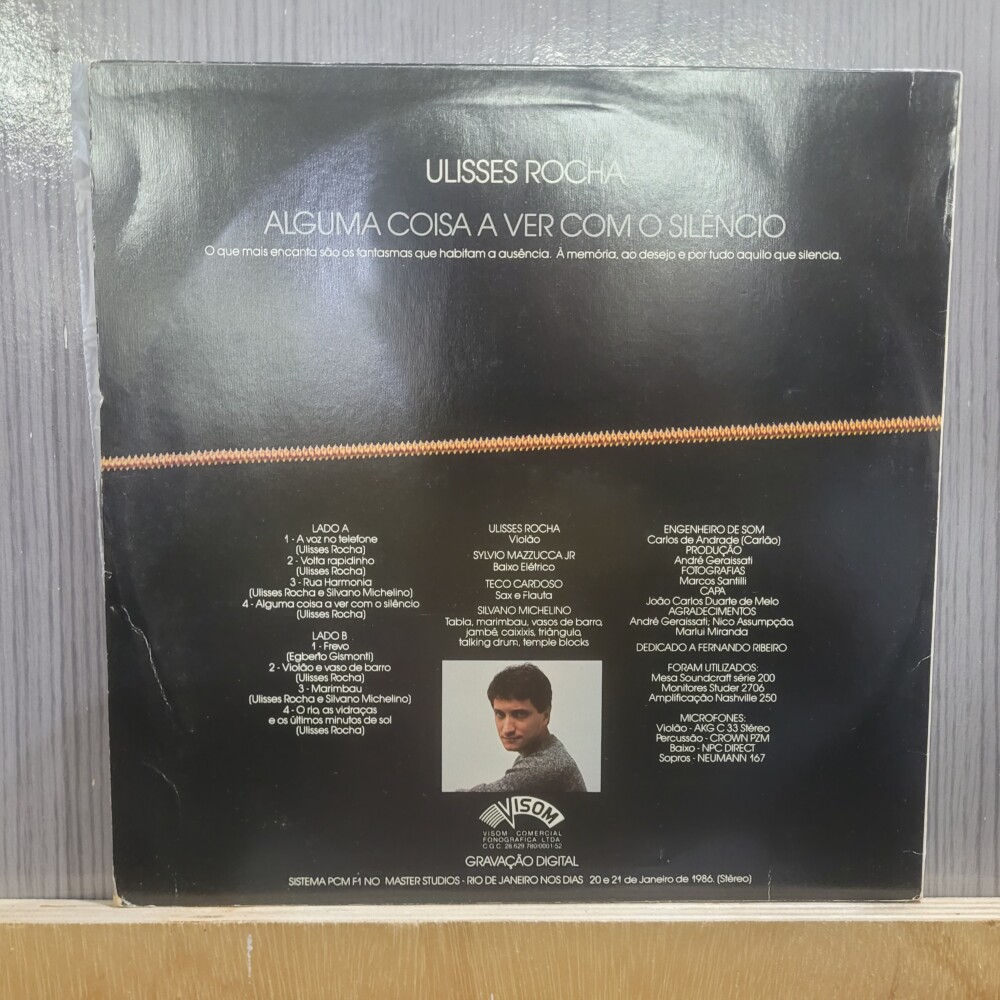 ULISSES ROCHA
ALGUMA COISA A VER COM O SILÊNCIO
O que mais encanta são os fantasmas que habitam a ausência. À memória, ao desejo e por tudo aquilo que silencia.
LADO A
1 - A voz no telefone
(Ulisses Rocha)
2 - Volta rapidinho
(Ulisses Rocha)
3 - Rua Harmonia
(Ulisses Rocha e Silvano Michelino)
4 - Alguma coisa a ver com o silêncio
(Ulisses Rocha)
LADO B
1 - Frevo
(Egberto Gismonti)
2 - Violão e vaso de barro
(Ulisses Rocha)
3 - Marimbau
(Ulisses Rocha e Silvano Michelino)
4 - O rio, as vidraças
e os últimos minutos de sol
(Ulisses Rocha)
ULISSES ROCHA
Violão
SYLVIO MAZZUCCA JR
Baixo Elétrico
TECO CARDOSO
Sax e Flauta
SILVANO MICHELINO
Tabla, marimbau, vasos de barro,
jambê, caixixis, triângulo,
talking drum, temple blocks
ENGENHEIRO DE SOM
Carlos de Andrade (Carlão)
PRODUÇÃO
André Geraissati
FOTOGRAFIAS
Marcos Santilli
CAPA
João Carlos Duarte de Melo
AGRADECIMENTOS
André Geraissati; Nico Assumpção,
Marlui Miranda
DEDICADO A FERNANDO RIBEIRO
FORAM UTILIZADOS:
Mesa Soundcraft série 200
Monitores Studer 2706
Amplificação Nashville 250
MICROFONES:
Violão - AKG C 33 Stéreo
Percussão - CROWN PZM
Baixo - NPC DIRECT
Sopros - NEUMANN 167
VISOM
VISOM COMERCIAL
FONOGRÁFICA LTDA
C G C. 28 629 780/0001-52
GRAVAÇÃO DIGITAL
SISTEMA PCM F1 NO MASTER STUDIOS - RIO DE JANEIRO NOS DIAS 20 e 21 de Janeiro de 1986. (Stéreo)